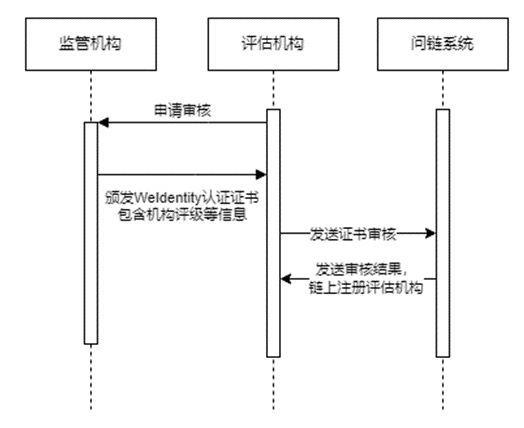 监管机构
评估机构
问链系统
申请审核
颁发WeIdentity认证证书
包含机构评级等信息
发送证书审核
发送审核结果，
链上注册评估机构